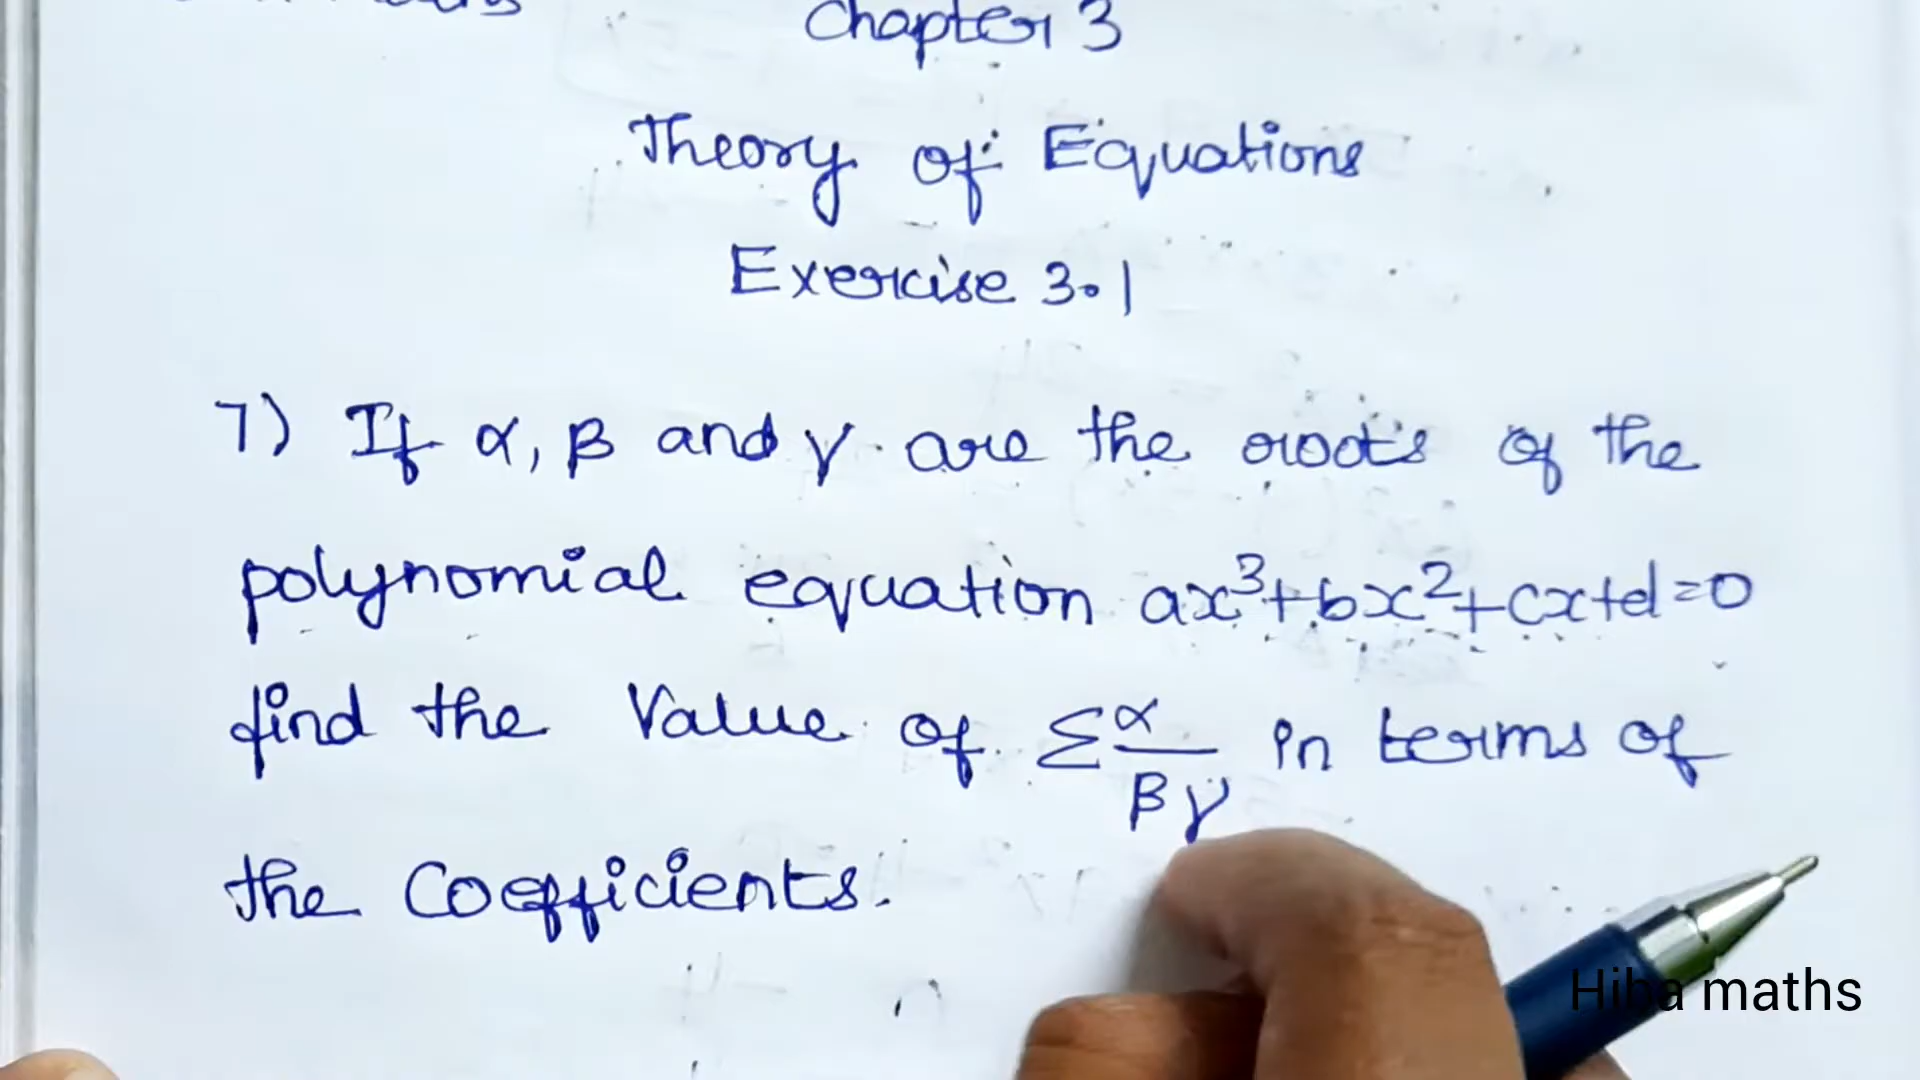 Chapter 3
Theory of Equations
Exercise 3.1
7) If α, β and γ are the roots of the
polynomial equation ax³+bx²+cx+d=0
find the Value of Σ α/βγ in terms of
the Coefficients.
Hiba maths